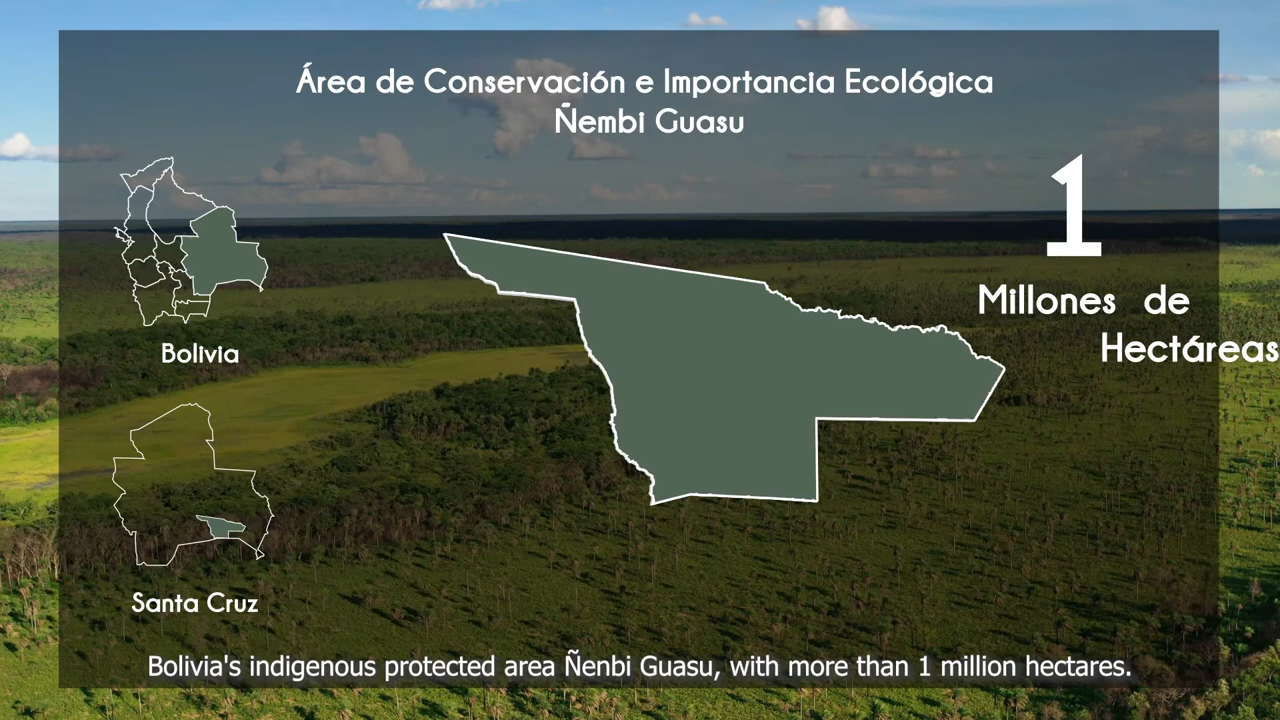 Área de Conservación e Importancia Ecológica
Ñembi Guasu
1
Millones de
Hectáreas
Bolivia
Santa Cruz
Bolivia's indigenous protected area Ñenbi Guasu, with more than 1 million hectares.